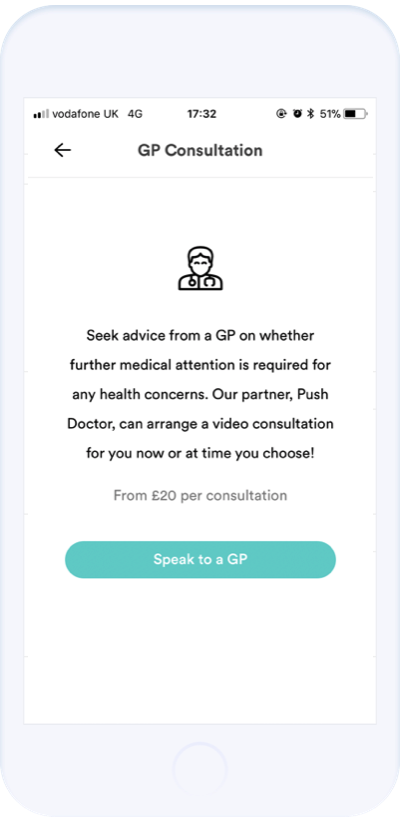 vodafone UK 4G 17:32 51%
GP Consultation
Seek advice from a GP on whether
further medical attention is required for
any health concerns. Our partner, Push
Doctor, can arrange a video consultation
for you now or at time you choose!
From £20 per consultation
Speak to a GP